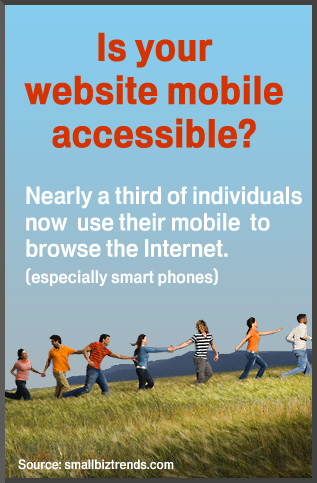 Is your
website mobile
accessible?
Nearly a third of individuals
now use their mobile to
browse the Internet.
(especially smart phones)
Source: smallbiztrends.com